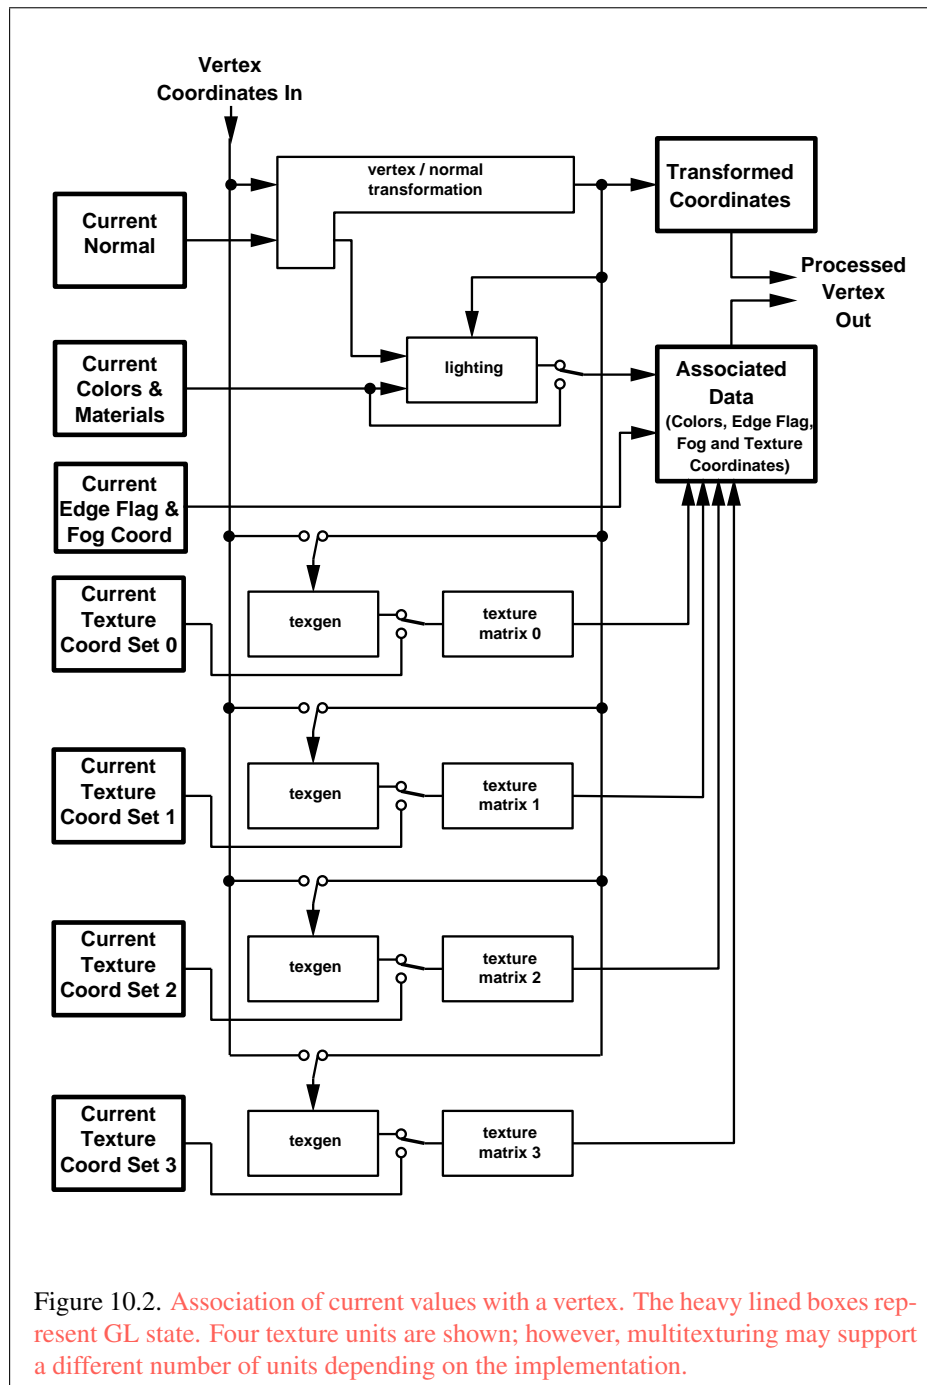 Vertex
Coordinates In
vertex / normal
transformation
Transformed
Coordinates
Current
Normal
Processed
Vertex
Out
Current
Colors &
Materials
lighting
Associated
Data
(Colors, Edge Flag,
Fog and Texture
Coordinates)
Current
Edge Flag &
Fog Coord
Current
Texture
Coord Set 0
texgen
texture
matrix 0
Current
Texture
Coord Set 1
texgen
texture
matrix 1
Current
Texture
Coord Set 2
texgen
texture
matrix 2
Current
Texture
Coord Set 3
texgen
texture
matrix 3
Figure 10.2. Association of current values with a vertex. The heavy lined boxes rep-
resent GL state. Four texture units are shown; however, multitexturing may support
a different number of units depending on the implementation.